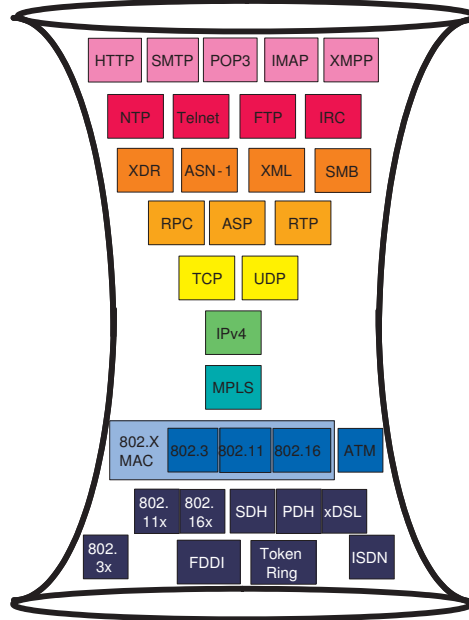 HTTP SMTP POP3 IMAP XMPP
NTP Telnet FTP IRC
XDR ASN-1 XML SMB
RPC ASP RTP
TCP UDP
IPv4
MPLS
802.X
MAC
802.3 802.11 802.16 ATM
802.
11x
802.
16x
SDH PDH xDSL
802.
3x
FDDI
Token
Ring
ISDN